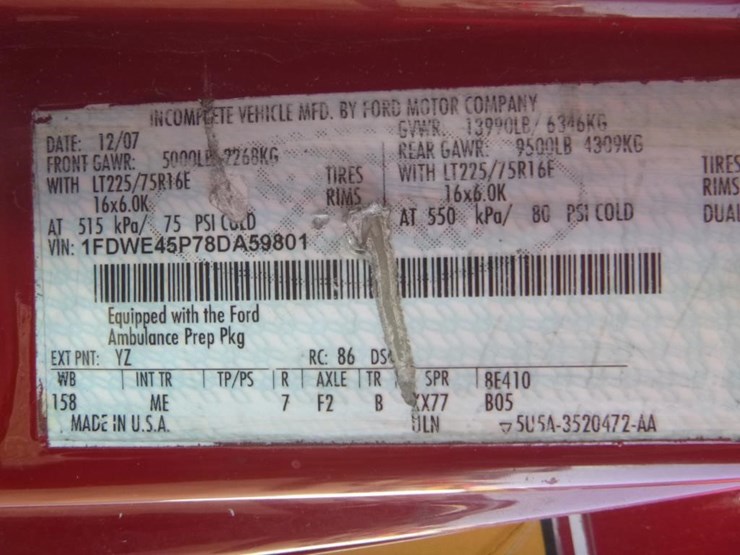 INCOMPLETE VEHICLE MFD. BY FORD MOTOR COMPANY
DATE: 12/07 GVWR: 13990LB/ 6346KG
FRONT GAWR: 5000LB 2268KG REAR GAWR: 9500LB 4309KG
WITH LT225/75R16E TIRES WITH LT225/75R16E TIRES
16x6.0K RIMS 16x6.0K RIMS
AT 515 kPa/ 75 PSI COLD AT 550 kPa/ 80 PSI COLD DUAL
VIN: 1FDWE45P78DA59801
Equipped with the Ford
Ambulance Prep Pkg
EXT PNT: YZ RC: 86 DS
WB INT TR TP/PS R AXLE TR SPR 8E410
158 ME 7 F2 B XX77 B05
MADE IN U.S.A. ULN 5U5A-3520472-AA